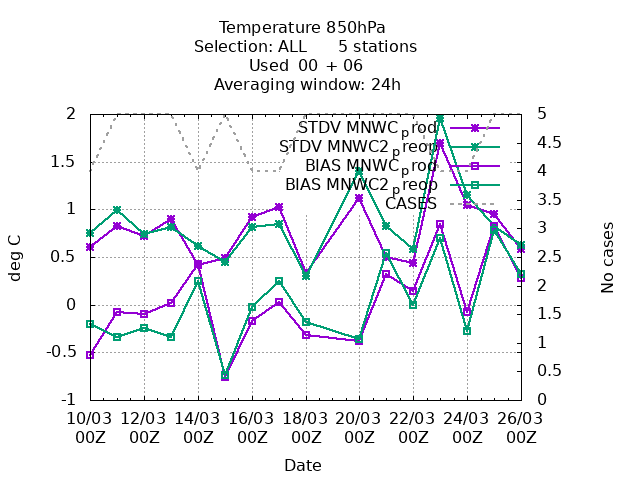 Temperature 850hPa
Selection: ALL 5 stations
Used 00 + 06
Averaging window: 24h
STDV MNWC_prod
STDV MNWC2_preop
BIAS MNWC_prod
BIAS MNWC2_preop
CASES
2
1.5
1
0.5
0
-0.5
-1
deg C
5
4.5
4
3.5
3
2.5
2
1.5
1
0.5
0
No cases
10/03 12/03 14/03 16/03 18/03 20/03 22/03 24/03 26/03
00Z 00Z 00Z 00Z 00Z 00Z 00Z 00Z 00Z
Date